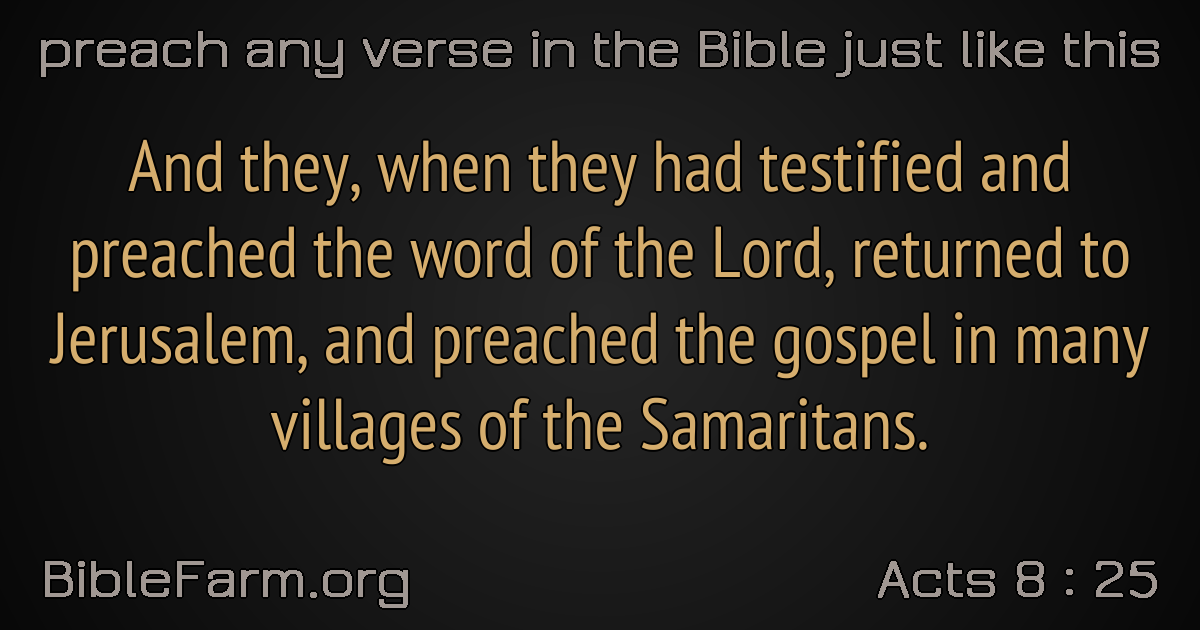 preach any verse in the Bible just like this
And they, when they had testified and
preached the word of the Lord, returned to
Jerusalem, and preached the gospel in many
villages of the Samaritans.
BibleFarm.org
Acts 8 : 25